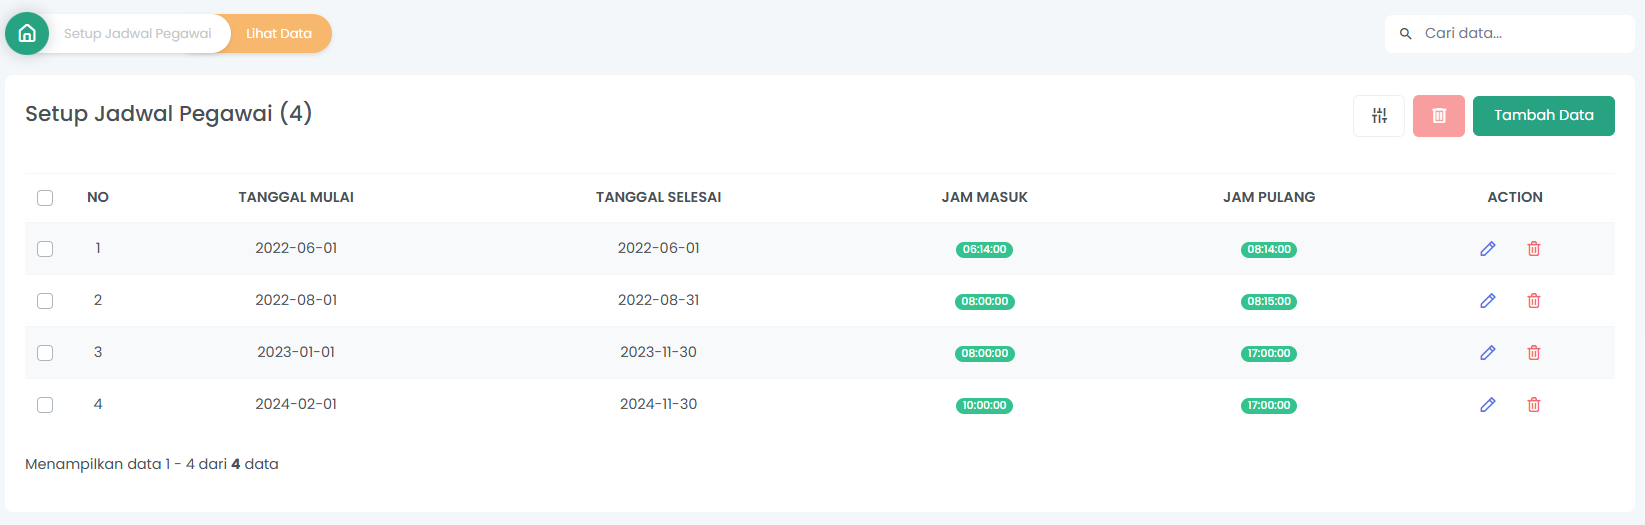 Setup Jadwal Pegawai Lihat Data Cari data...
Setup Jadwal Pegawai (4) Tambah Data
NO TANGGAL MULAI TANGGAL SELESAI JAM MASUK JAM PULANG ACTION
1 2022-06-01 2022-06-01 06:14:00 08:14:00
2 2022-08-01 2022-08-31 08:00:00 08:15:00
3 2023-01-01 2023-11-30 08:00:00 17:00:00
4 2024-02-01 2024-11-30 10:00:00 17:00:00
Menampilkan data 1 - 4 dari 4 data